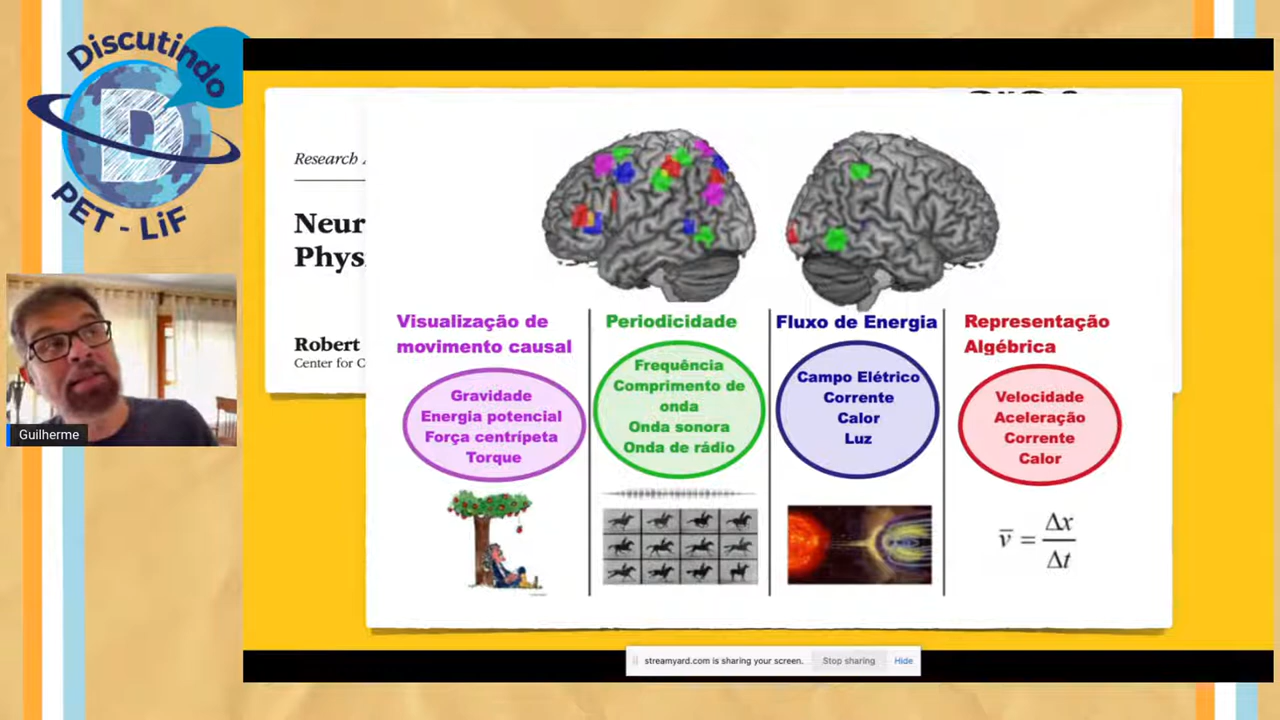 Discutindo
D
PET - LiF
Guilherme
Research
Neur
Phys
Robert
Center for C
Visualização de
movimento causal
Gravidade
Energia potencial
Força centrípeta
Torque
Periodicidade
Frequência
Comprimento de
onda
Onda sonora
Onda de rádio
Fluxo de Energia
Campo Elétrico
Corrente
Calor
Luz
Representação
Algébrica
Velocidade
Aceleração
Corrente
Calor
v̅ = Δx
Δt
streamyard.com is sharing your screen.
Stop sharing
Hide